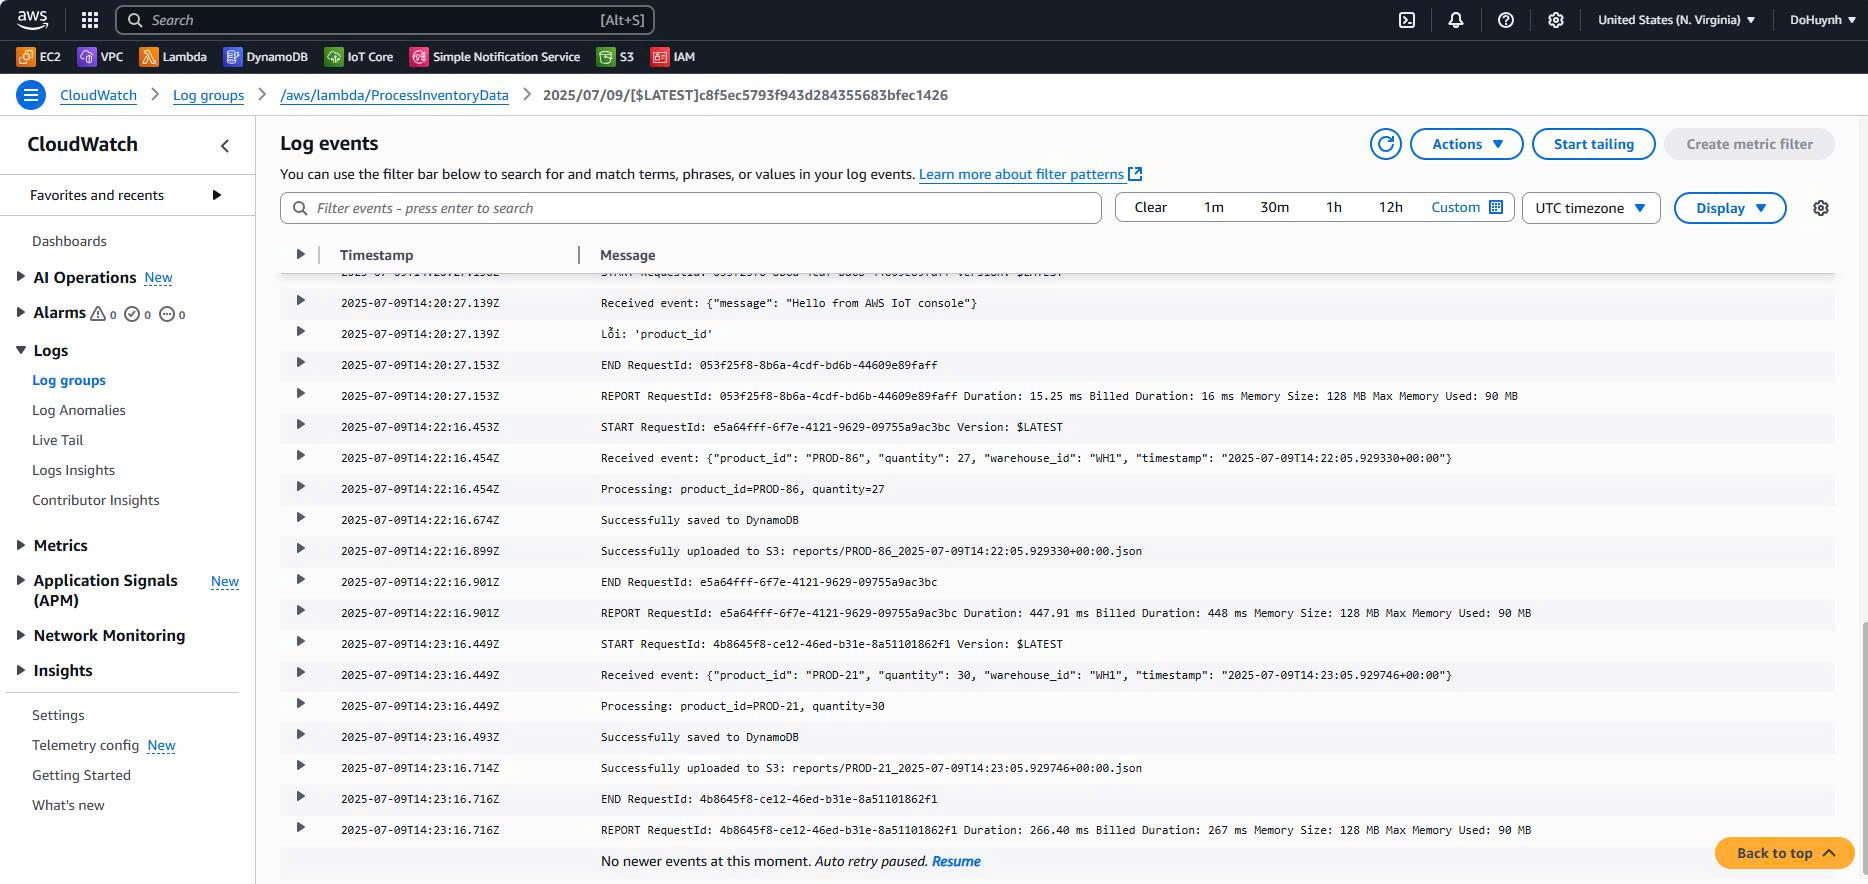 aws
Search [Alt+S] United States (N. Virginia) DoHuynh
EC2 VPC Lambda DynamoDB IoT Core Simple Notification Service S3 IAM
CloudWatch Log groups /aws/lambda/ProcessInventoryData 2025/07/09/[$LATEST]c8f5ec5793f943d284355683bfec1426
CloudWatch
Favorites and recents
Dashboards
AI Operations New
Alarms 0 0 0
Logs
Log groups
Log Anomalies
Live Tail
Logs Insights
Contributor Insights
Metrics
Application Signals (APM) New
Network Monitoring
Insights
Settings
Telemetry config New
Getting Started
What's new
Log events
Actions Start tailing Create metric filter
You can use the filter bar below to search for and match terms, phrases, or values in your log events. Learn more about filter patterns
Filter events - press enter to search
Clear 1m 30m 1h 12h Custom UTC timezone Display
Timestamp Message
2025-07-09T14:20:27.139Z Received event: {"message": "Hello from AWS IoT console"}
2025-07-09T14:20:27.139Z Lỗi: 'product_id'
2025-07-09T14:20:27.153Z END RequestId: 053f25f8-8b6a-4cdf-bd6b-44609e89faff
2025-07-09T14:20:27.153Z REPORT RequestId: 053f25f8-8b6a-4cdf-bd6b-44609e89faff Duration: 15.25 ms Billed Duration: 16 ms Memory Size: 128 MB Max Memory Used: 90 MB
2025-07-09T14:22:16.453Z START RequestId: e5a64fff-6f7e-4121-9629-09755a9ac3bc Version: $LATEST
2025-07-09T14:22:16.454Z Received event: {"product_id": "PROD-86", "quantity": 27, "warehouse_id": "WH1", "timestamp": "2025-07-09T14:22:05.929330+00:00"}
2025-07-09T14:22:16.454Z Processing: product_id=PROD-86, quantity=27
2025-07-09T14:22:16.674Z Successfully saved to DynamoDB
2025-07-09T14:22:16.899Z Successfully uploaded to S3: reports/PROD-86_2025-07-09T14:22:05.929330+00:00.json
2025-07-09T14:22:16.901Z END RequestId: e5a64fff-6f7e-4121-9629-09755a9ac3bc
2025-07-09T14:22:16.901Z REPORT RequestId: e5a64fff-6f7e-4121-9629-09755a9ac3bc Duration: 447.91 ms Billed Duration: 448 ms Memory Size: 128 MB Max Memory Used: 90 MB
2025-07-09T14:23:16.449Z START RequestId: 4b8645f8-ce12-46ed-b31e-8a51101862f1 Version: $LATEST
2025-07-09T14:23:16.449Z Received event: {"product_id": "PROD-21", "quantity": 30, "warehouse_id": "WH1", "timestamp": "2025-07-09T14:23:05.929746+00:00"}
2025-07-09T14:23:16.449Z Processing: product_id=PROD-21, quantity=30
2025-07-09T14:23:16.493Z Successfully saved to DynamoDB
2025-07-09T14:23:16.714Z Successfully uploaded to S3: reports/PROD-21_2025-07-09T14:23:05.929746+00:00.json
2025-07-09T14:23:16.716Z END RequestId: 4b8645f8-ce12-46ed-b31e-8a51101862f1
2025-07-09T14:23:16.716Z REPORT RequestId: 4b8645f8-ce12-46ed-b31e-8a51101862f1 Duration: 266.40 ms Billed Duration: 267 ms Memory Size: 128 MB Max Memory Used: 90 MB
No newer events at this moment. Auto retry paused. Resume
Back to top